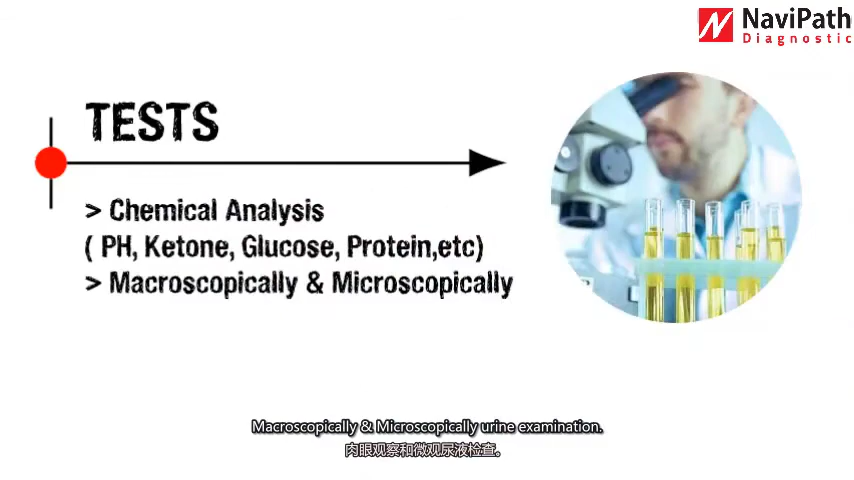 NaviPath
Diagnostic
TESTS
> Chemical Analysis
( PH, Ketone, Glucose, Protein,etc)
> Macroscopically & Microscopically
Macroscopically & Microscopically urine examination.
肉眼观察和微观尿液检查。